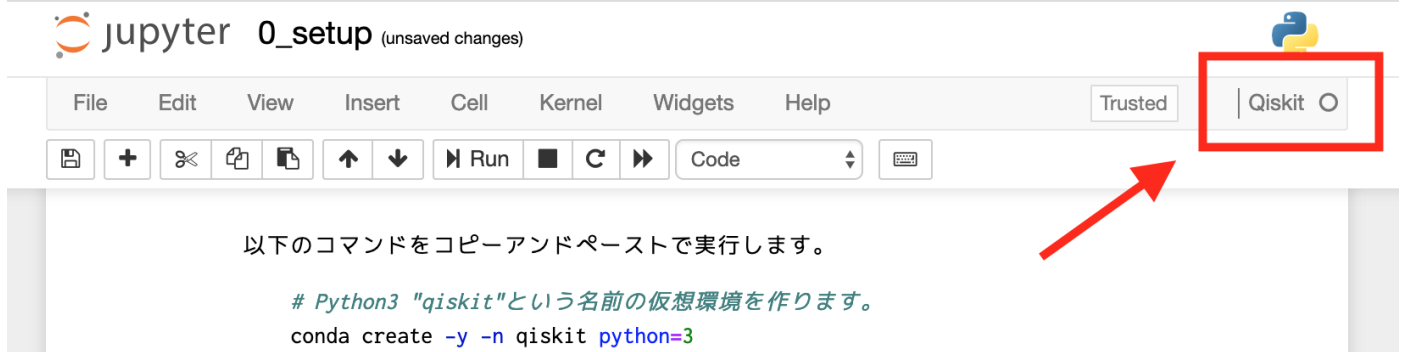 jupyter 0_setup (unsaved changes)
File Edit View Insert Cell Kernel Widgets Help Trusted Qiskit
Run Code
以下のコマンドをコピーアンドペーストで実行します。
# Python3 "qiskit"という名前の仮想環境を作ります。
conda create -y -n qiskit python=3